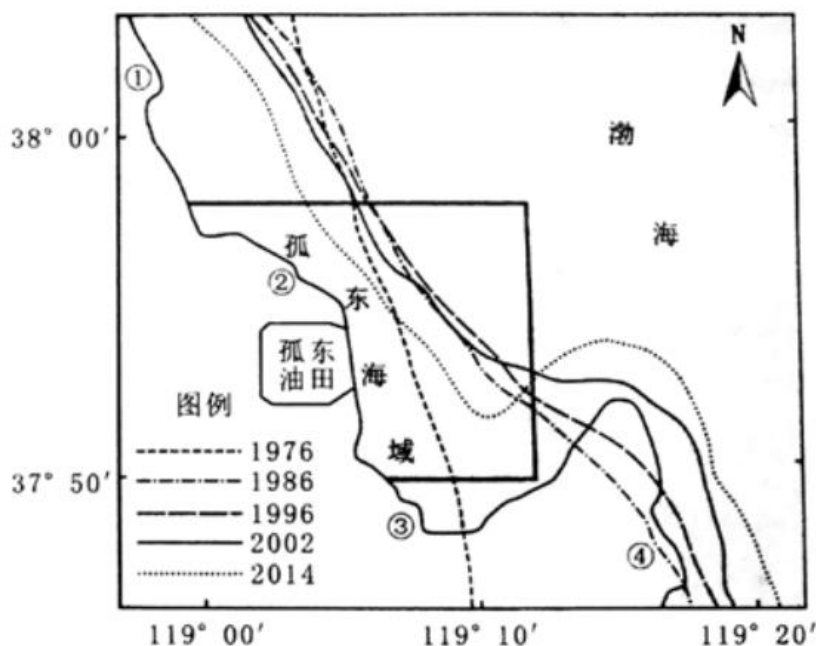 N
①
38° 00′
渤
海
孤
②
东
孤东
油田
海
图例
域
1976
37° 50′
1986
1996
③
④
2002
2014
119° 00′
119° 10′
119° 20′